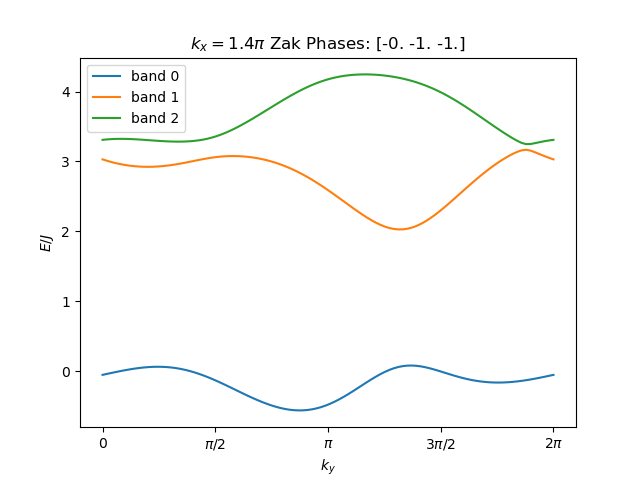 kₓ = 1.4π Zak Phases: [-0. -1. -1.]
band 0
band 1
band 2
4
3
2
1
0
E/J
0 π/2 π 3π/2 2π
k_y